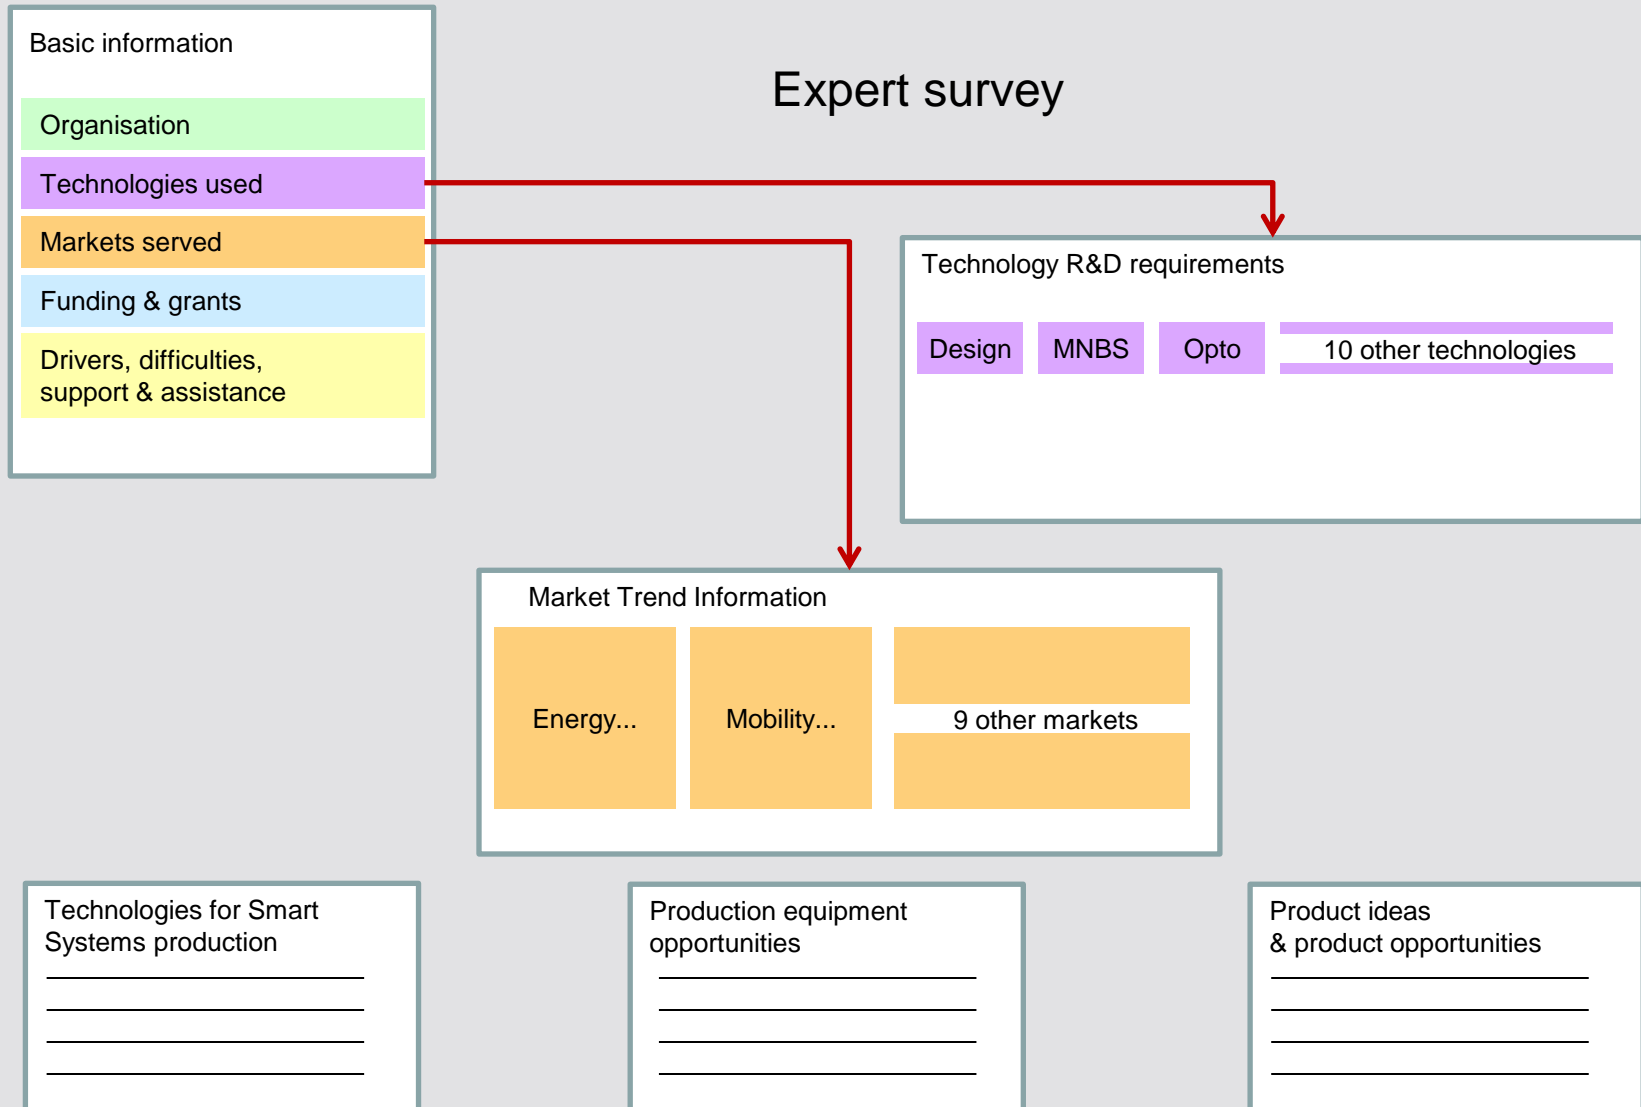 Basic information
Expert survey
Organisation
Technologies used
Markets served
Funding & grants
Drivers, difficulties,
support & assistance
Technology R&D requirements
Design
MNBS
Opto
10 other technologies
Market Trend Information
Energy...
Mobility...
9 other markets
Technologies for Smart
Systems production
Production equipment
opportunities
Product ideas
& product opportunities